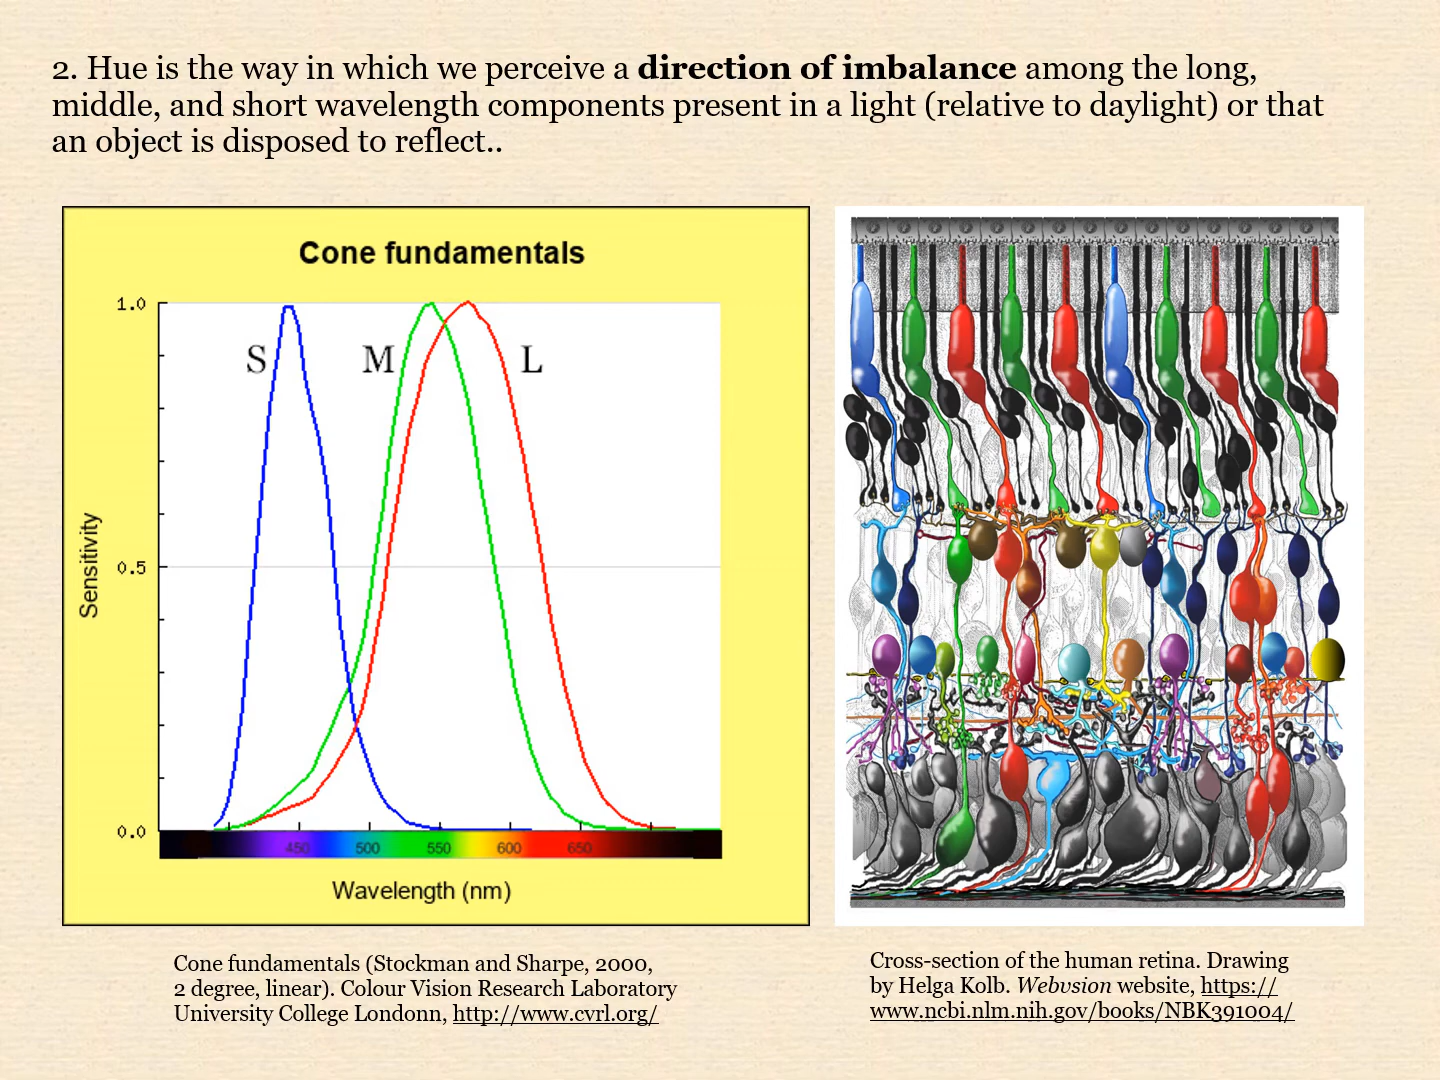 2. Hue is the way in which we perceive a direction of imbalance among the long,
middle, and short wavelength components present in a light (relative to daylight) or that
an object is disposed to reflect..
Cone fundamentals
1.0
S
M
L
0.5
Sensitivity
0.0
450
500
550
600
650
Wavelength (nm)
Cone fundamentals (Stockman and Sharpe, 2000,
2 degree, linear). Colour Vision Research Laboratory
University College Londonn, http://www.cvrl.org/
Cross-section of the human retina. Drawing
by Helga Kolb. Webvsion website, https://
www.ncbi.nlm.nih.gov/books/NBK391004/